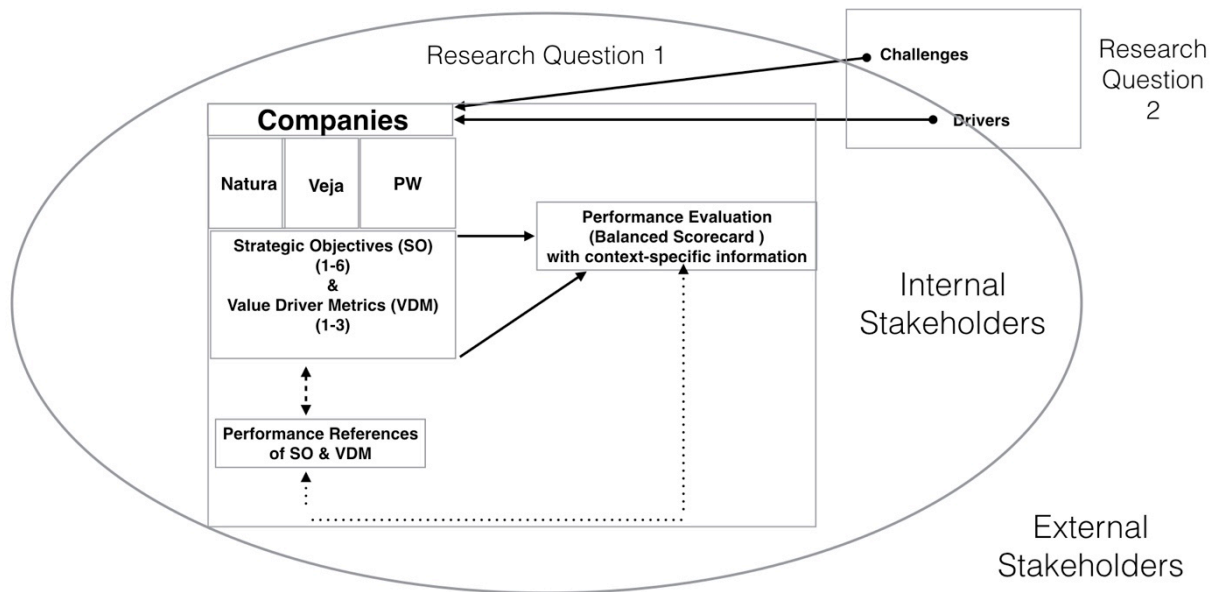 Research Question 1
Challenges
Drivers
Research
Question
2
Companies
Natura
Veja
PW
Strategic Objectives (SO)
(1-6)
&
Value Driver Metrics (VDM)
(1-3)
Performance Evaluation
(Balanced Scorecard )
with context-specific information
Performance References
of SO & VDM
Internal
Stakeholders
External
Stakeholders